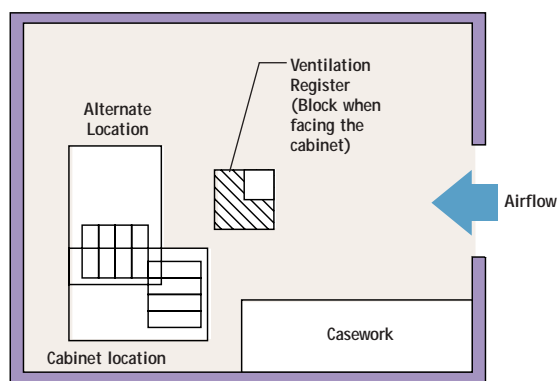 Ventilation
Register
(Block when
facing the
cabinet)
Alternate
Location
Airflow
Casework
Cabinet location